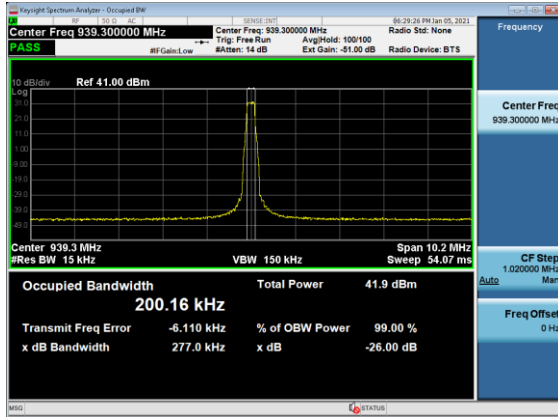 Keysight Spectrum Analyzer - Occupied BW
RF 50 Ω AC SENSE:INT 06:29:26 PM Jan 05, 2021
Center Freq 939.300000 MHz
Center Freq: 939.300000 MHz Radio Std: None
PASS
Trig: Free Run Avg|Hold: 100/100
#IFGain:Low #Atten: 14 dB Ext Gain: -51.00 dB Radio Device: BTS
10 dB/div Ref 41.00 dBm
Log
31.0
21.0
11.0
1.00
-9.00
-19.0
-29.0
-39.0
-49.0
Center 939.3 MHz Span 10.2 MHz
#Res BW 15 kHz VBW 150 kHz Sweep 54.07 ms
Occupied Bandwidth Total Power 41.9 dBm
200.16 kHz
Transmit Freq Error -6.110 kHz % of OBW Power 99.00 %
x dB Bandwidth 277.0 kHz x dB -26.00 dB
MSG STATUS
Frequency
Center Freq
939.300000 MHz
CF Step
1.020000 MHz
Auto Man
Freq Offset
0 Hz